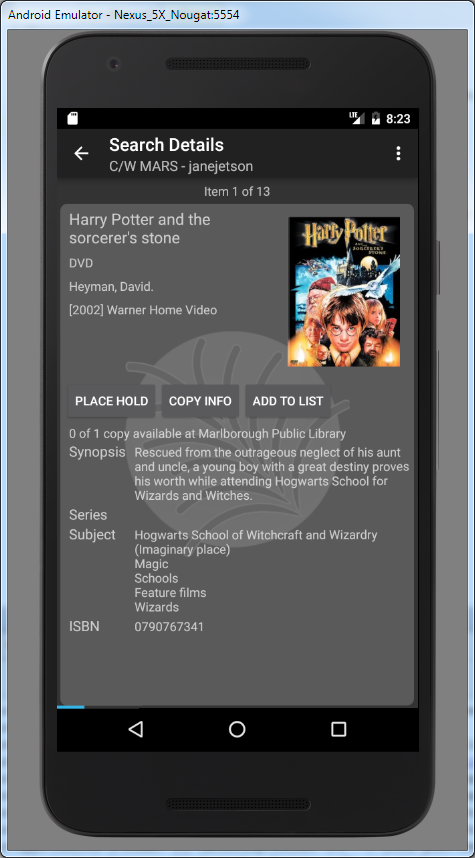 Android Emulator - Nexus_5X_Nougat:5554
LTE 8:23
Search Details
C/W MARS - janejetson
Item 1 of 13
Harry Potter and the
sorcerer's stone
DVD
Heyman, David.
[2002] Warner Home Video
Harry Potter
AND THE
SORCERER'S STONE
PLACE HOLD COPY INFO ADD TO LIST
0 of 1 copy available at Marlborough Public Library
Synopsis Rescued from the outrageous neglect of his aunt
and uncle, a young boy with a great destiny proves
his worth while attending Hogwarts School for
Wizards and Witches.
Series
Subject Hogwarts School of Witchcraft and Wizardry
(Imaginary place)
Magic
Schools
Feature films
Wizards
ISBN 0790767341